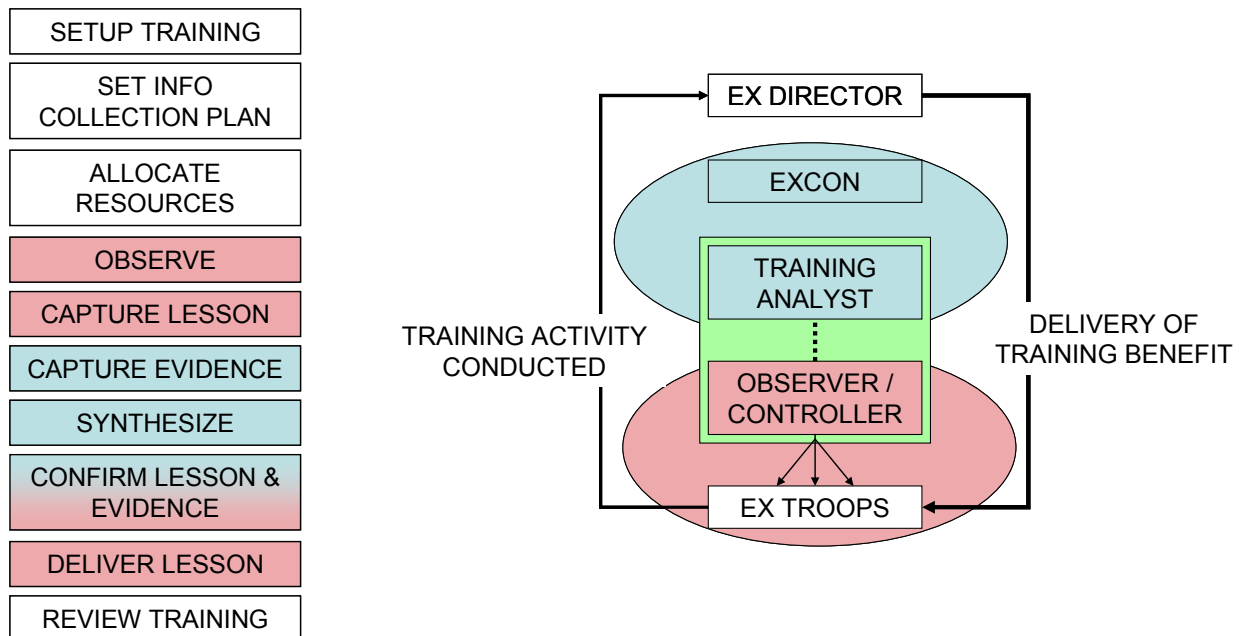 SETUP TRAINING
SET INFO
COLLECTION PLAN
ALLOCATE
RESOURCES
OBSERVE
CAPTURE LESSON
CAPTURE EVIDENCE
SYNTHESIZE
CONFIRM LESSON &
EVIDENCE
DELIVER LESSON
REVIEW TRAINING
EX DIRECTOR
EXCON
TRAINING
ANALYST
TRAINING ACTIVITY
CONDUCTED
DELIVERY OF
TRAINING BENEFIT
OBSERVER /
CONTROLLER
EX TROOPS